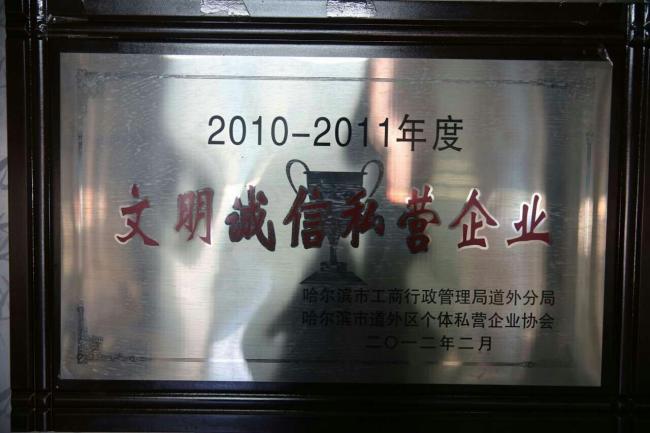 2010-2011年度
文明诚信私营企业
哈尔滨市工商行政管理局道外分局
哈尔滨市道外区个体私营企业协会
二〇一二年二月